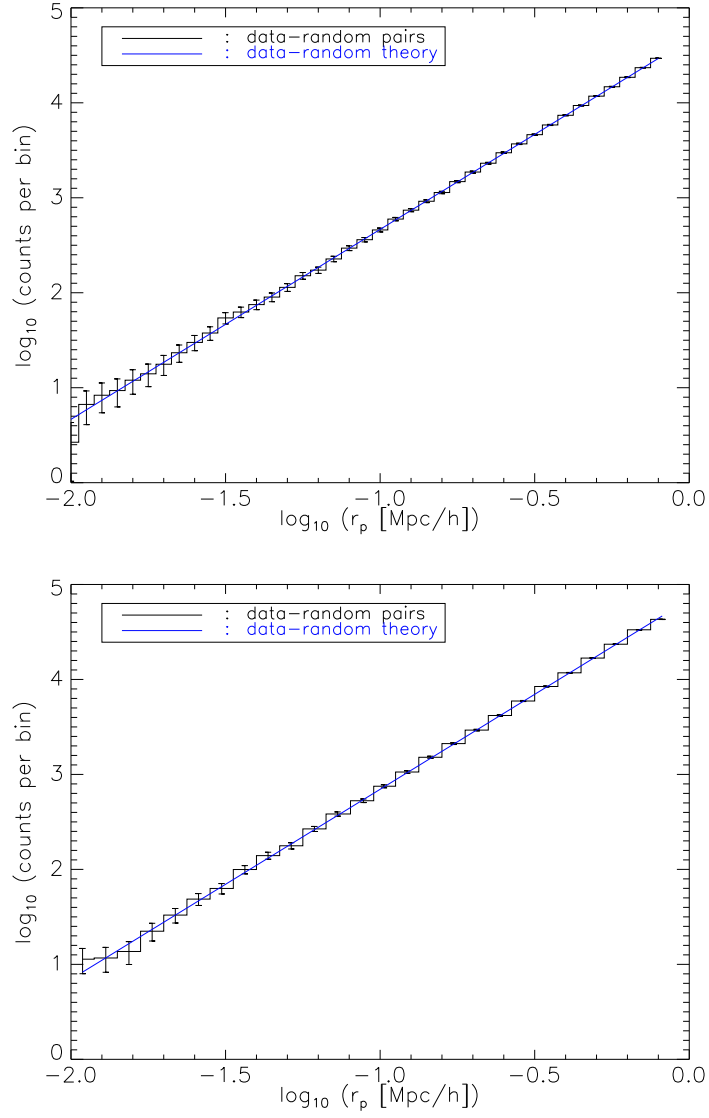 5
: data-random pairs
: data-random theory
4
3
2
1
0
log₁₀ (counts per bin)
-2.0 -1.5 -1.0 -0.5 0.0
log₁₀ (r_p [Mpc/h])
5
: data-random pairs
: data-random theory
4
3
2
1
0
log₁₀ (counts per bin)
-2.0 -1.5 -1.0 -0.5 0.0
log₁₀ (r_p [Mpc/h])